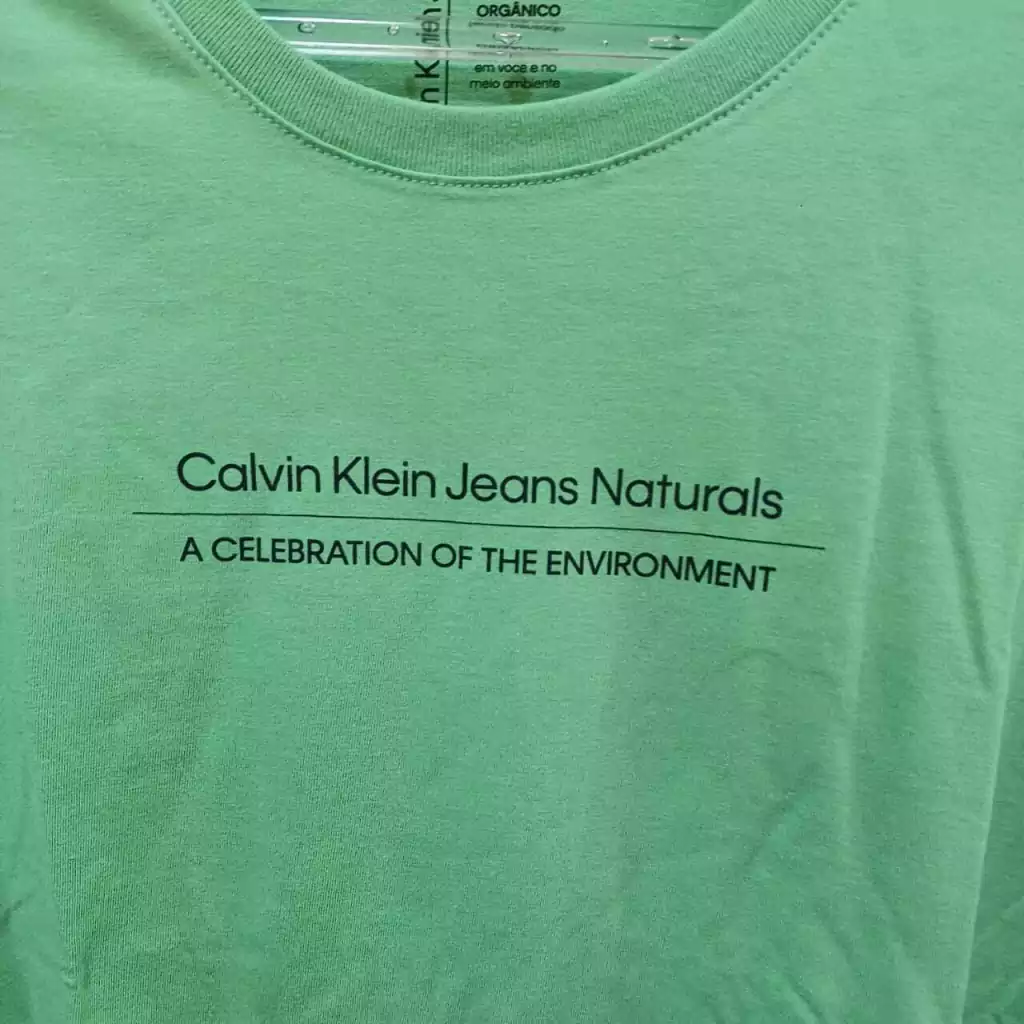 ORGÂNICO
em voce e no
meio ambiente
Calvin Klein Jeans Naturals
A CELEBRATION OF THE ENVIRONMENT